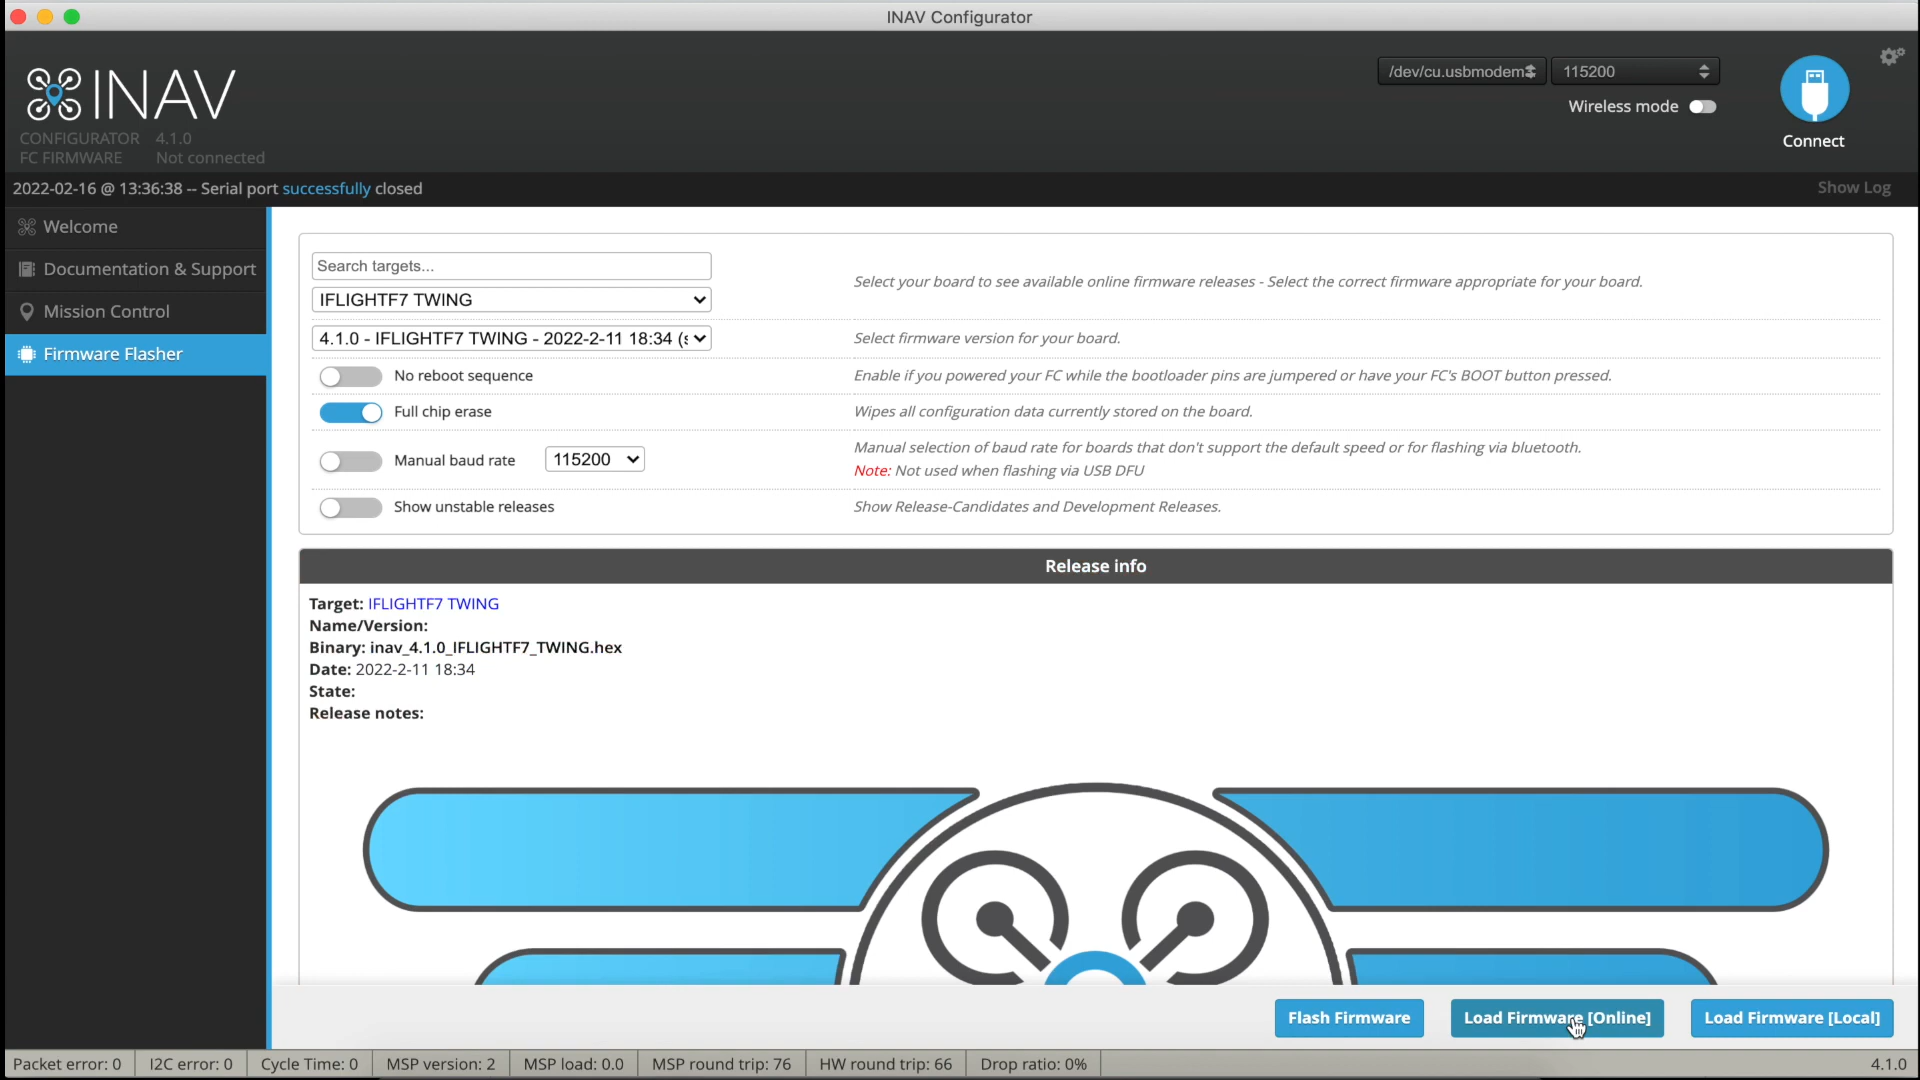 INAV Configurator
INAV
CONFIGURATOR 4.1.0
FC FIRMWARE Not connected
/dev/cu.usbmodem
115200
Wireless mode
Connect
2022-02-16 @ 13:36:38 -- Serial port successfully closed
Show Log
Welcome
Documentation & Support
Mission Control
Firmware Flasher
Search targets...
IFLIGHTF7 TWING
Select your board to see available online firmware releases - Select the correct firmware appropriate for your board.
4.1.0 - IFLIGHTF7 TWING - 2022-2-11 18:34 (s
Select firmware version for your board.
No reboot sequence
Enable if you powered your FC while the bootloader pins are jumpered or have your FC's BOOT button pressed.
Full chip erase
Wipes all configuration data currently stored on the board.
Manual baud rate
115200
Manual selection of baud rate for boards that don't support the default speed or for flashing via bluetooth.
Note: Not used when flashing via USB DFU
Show unstable releases
Show Release-Candidates and Development Releases.
Release info
Target: IFLIGHTF7 TWING
Name/Version:
Binary: inav_4.1.0_IFLIGHTF7_TWING.hex
Date: 2022-2-11 18:34
State:
Release notes:
Flash Firmware
Load Firmware [Online]
Load Firmware [Local]
Packet error: 0
I2C error: 0
Cycle Time: 0
MSP version: 2
MSP load: 0.0
MSP round trip: 76
HW round trip: 66
Drop ratio: 0%
4.1.0